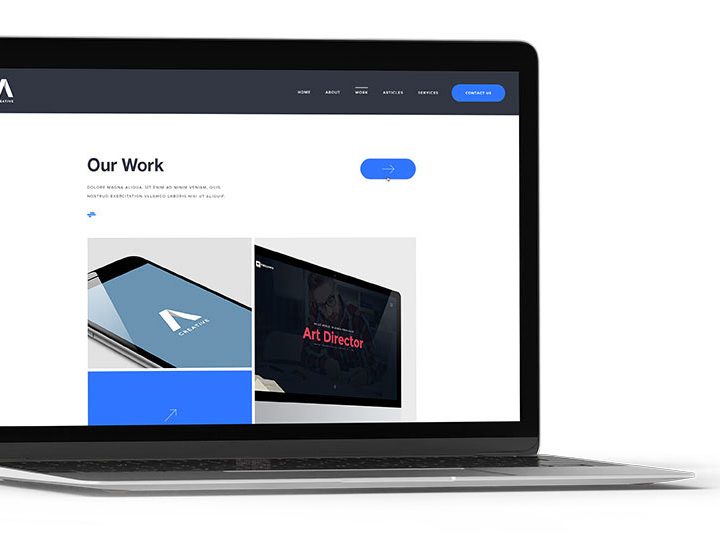 CREATIVE
HOME ABOUT WORK ARTICLES SERVICES CONTACT US
Our Work
DOLORE MAGNA ALIQUA. UT ENIM AD MINIM VENIAM, QUIS
NOSTRUD EXERCITATION ULLAMCO LABORIS NISI UT ALIQUIP.
CREATIVE
Art Director